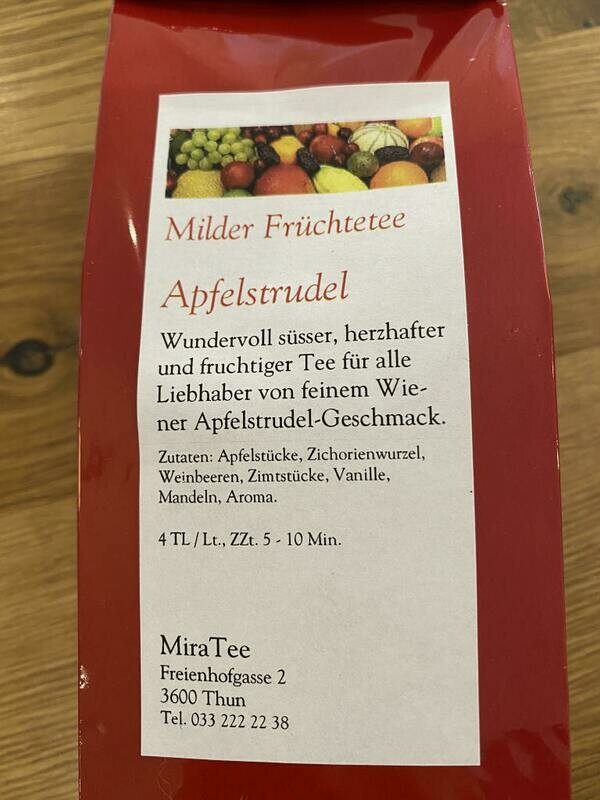 Milder Früchtetee
Apfelstrudel
Wundervoll süsser, herzhafter
und fruchtiger Tee für alle
Liebhaber von feinem Wie-
ner Apfelstrudel-Geschmack.
Zutaten: Apfelstücke, Zichorienwurzel,
Weinbeeren, Zimtstücke, Vanille,
Mandeln, Aroma.
4 TL / Lt., ZZt. 5 - 10 Min.
MiraTee
Freienhofgasse 2
3600 Thun
Tel. 033 222 22 38